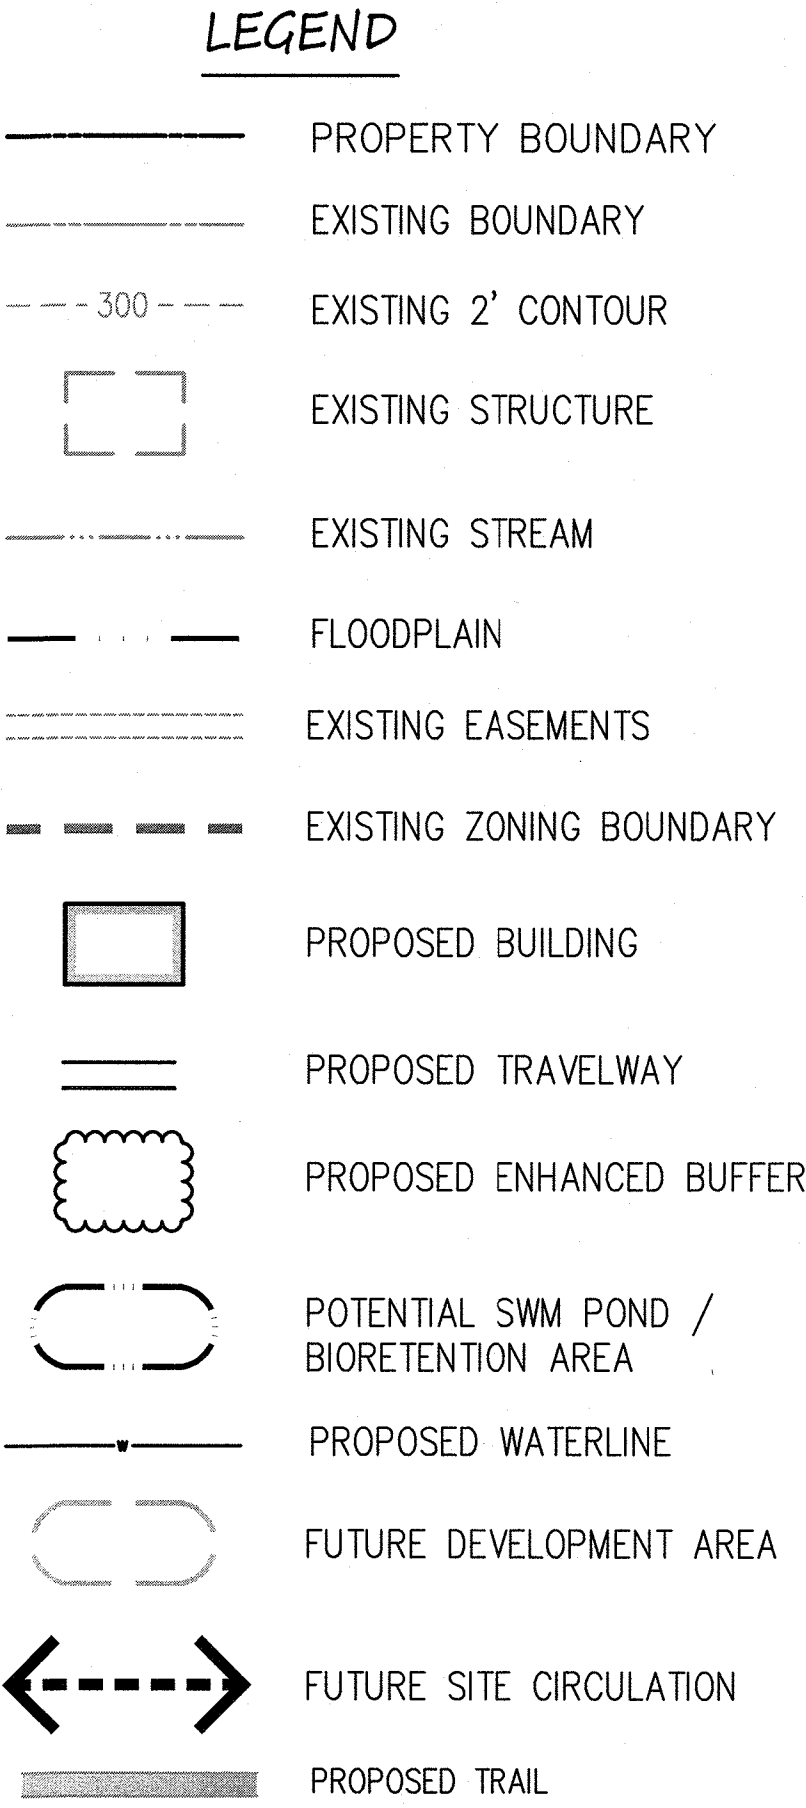 LEGEND
PROPERTY BOUNDARY
EXISTING BOUNDARY
300 EXISTING 2' CONTOUR
EXISTING STRUCTURE
EXISTING STREAM
FLOODPLAIN
EXISTING EASEMENTS
EXISTING ZONING BOUNDARY
PROPOSED BUILDING
PROPOSED TRAVELWAY
PROPOSED ENHANCED BUFFER
POTENTIAL SWM POND /
BIORETENTION AREA
W PROPOSED WATERLINE
FUTURE DEVELOPMENT AREA
FUTURE SITE CIRCULATION
PROPOSED TRAIL